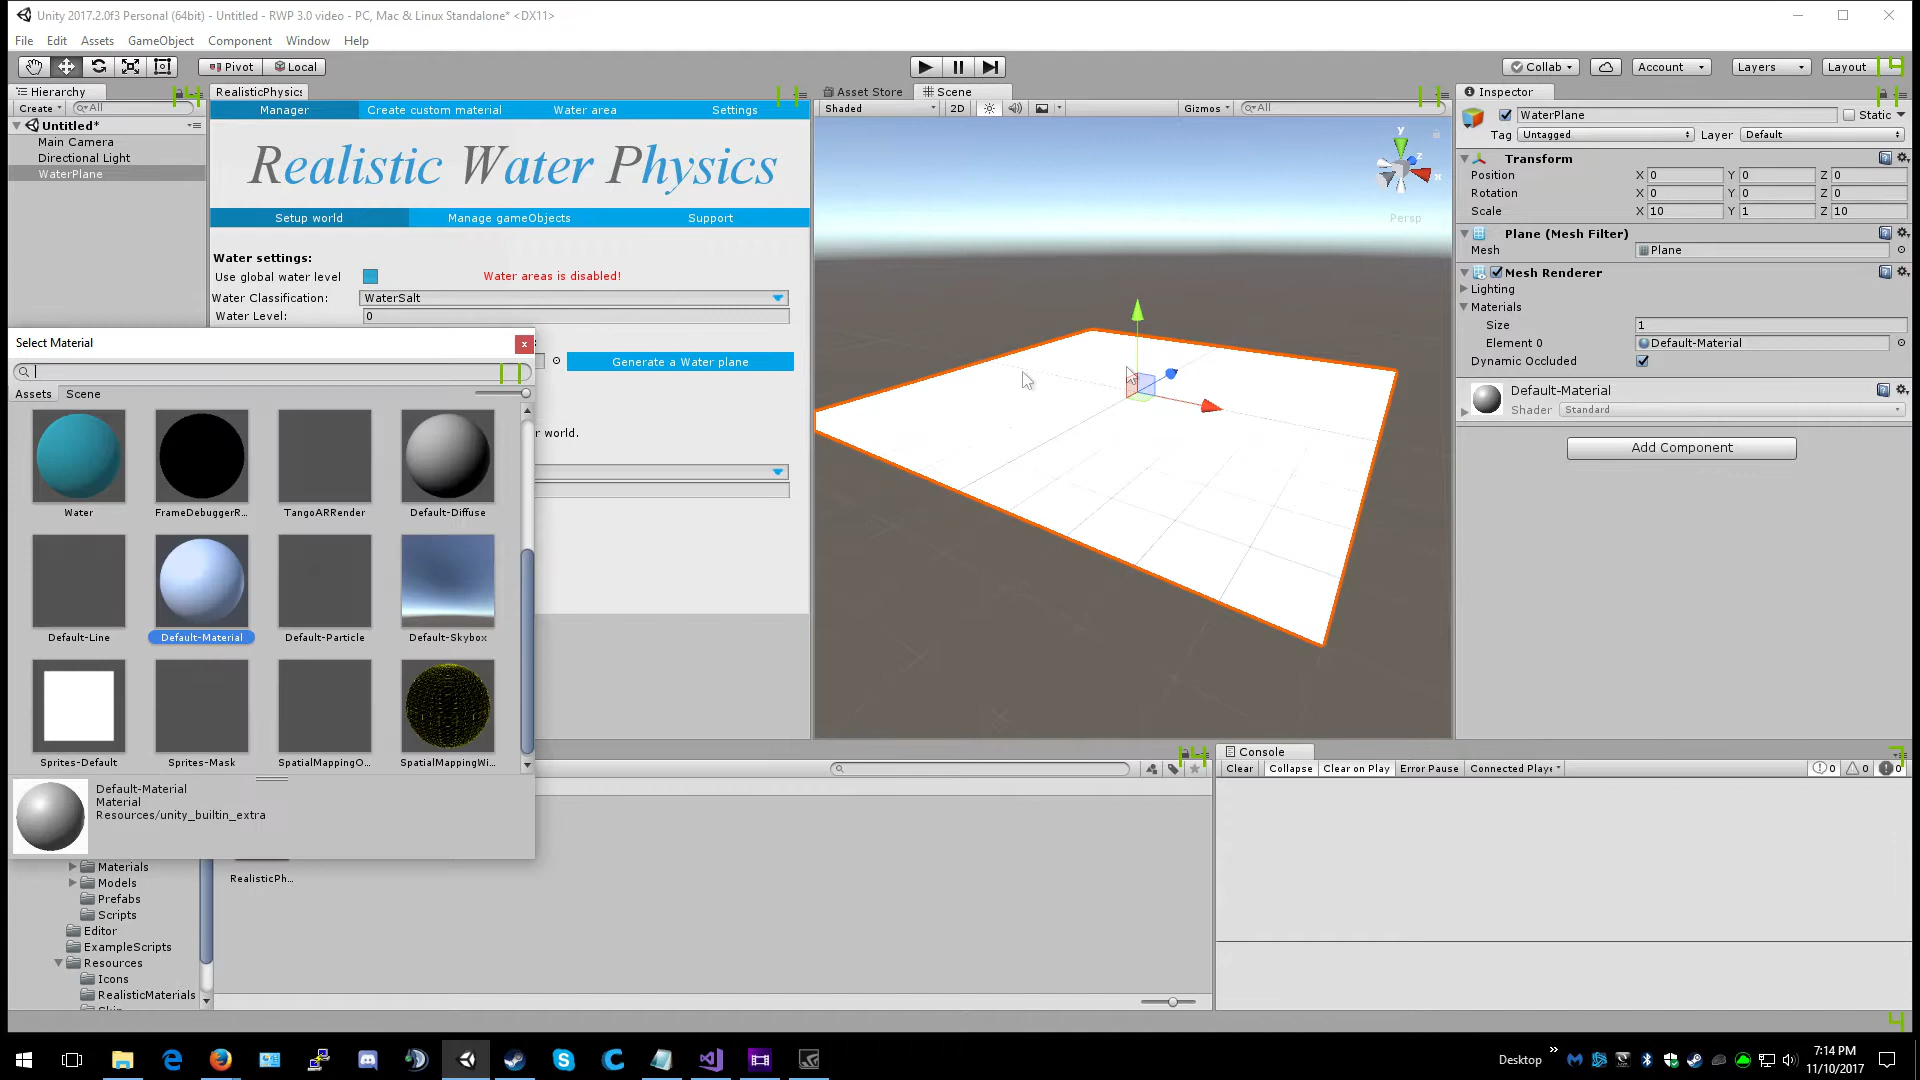 Unity 2017.2.0f3 Personal (64bit) - Untitled - RWP 3.0 video - PC, Mac & Linux Standalone* <DX11>
File Edit Assets GameObject Component Window Help
Pivot Local Collab Account Layers Layout
Hierarchy RealisticPhysics Asset Store Scene Inspector
Create All
Manager Create custom material Water area Settings
Shaded 2D Gizmos All
WaterPlane Static
Tag Untagged Layer Default
Untitled*
Main Camera
Directional Light
WaterPlane
Realistic Water Physics
Setup world Manage gameObjects Support
y
z
x
Persp
Transform
Position X 0 Y 0 Z 0
Rotation X 0 Y 0 Z 0
Scale X 10 Y 1 Z 10
Plane (Mesh Filter)
Mesh Plane
Mesh Renderer
Lighting
Materials
Size 1
Element 0 Default-Material
Dynamic Occluded
Default-Material
Shader Standard
Add Component
Water settings:
Use global water level Water areas is disabled!
Water Classification: WaterSalt
Water Level: 0
Generate a Water plane
r world.
Select Material
x
Assets Scene
Water FrameDebuggerR... TangoARRender Default-Diffuse
Default-Line Default-Material Default-Particle Default-Skybox
Sprites-Default Sprites-Mask SpatialMappingO... SpatialMappingWi...
Default-Material
Material
Resources/unity_builtin_extra
Materials
Models
Prefabs
Scripts
Editor
ExampleScripts
Resources
Icons
RealisticMaterials
RealisticPh...
Console
Clear Collapse Clear on Play Error Pause Connected Playe 0 0 0
Desktop
7:14 PM
11/10/2017